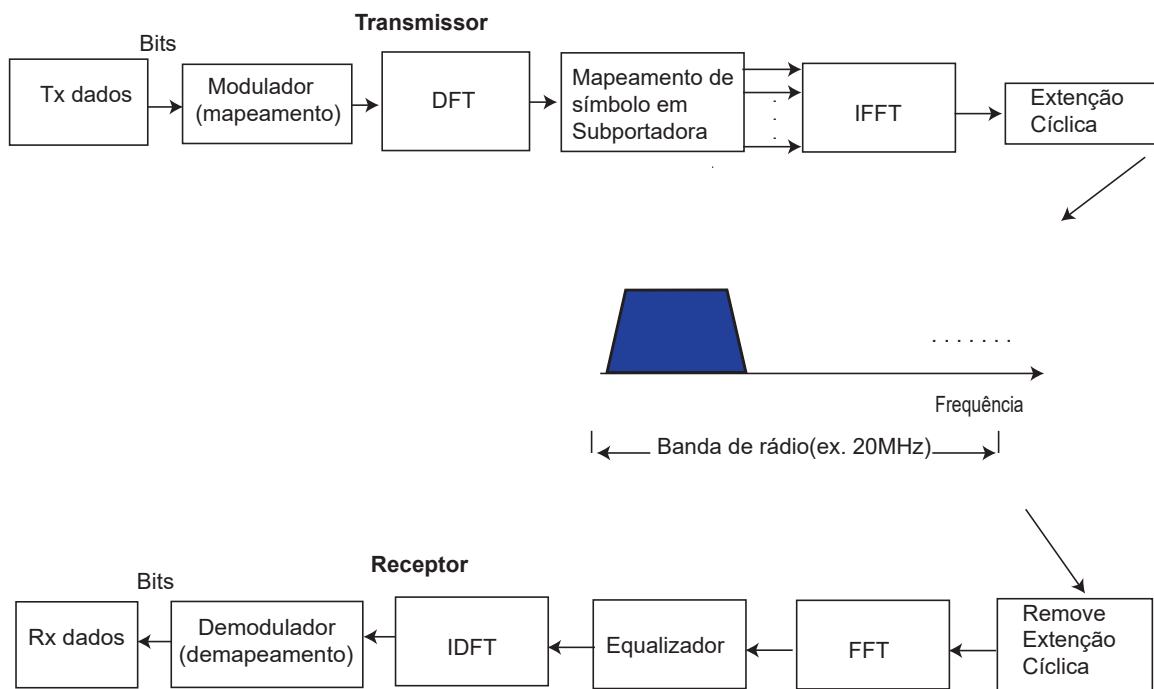 Transmissor
Bits
Tx dados
Modulador
(mapeamento)
DFT
Mapeamento de
símbolo em
Subportadora
IFFT
Extenção
Cíclica
Frequência
Banda de rádio(ex. 20MHz)
Receptor
Bits
Rx dados
Demodulador
(demapeamento)
IDFT
Equalizador
FFT
Remove
Extenção
Cíclica